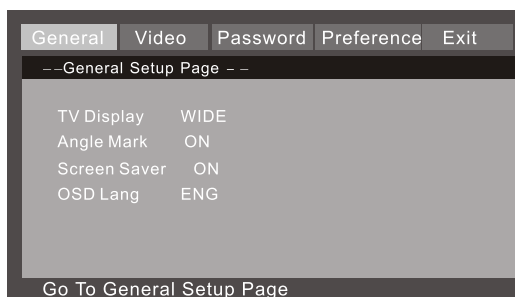 General Video Password Preference Exit
--General Setup Page - -
TV Display WIDE
Angle Mark ON
Screen Saver ON
OSD Lang ENG
Go To General Setup Page